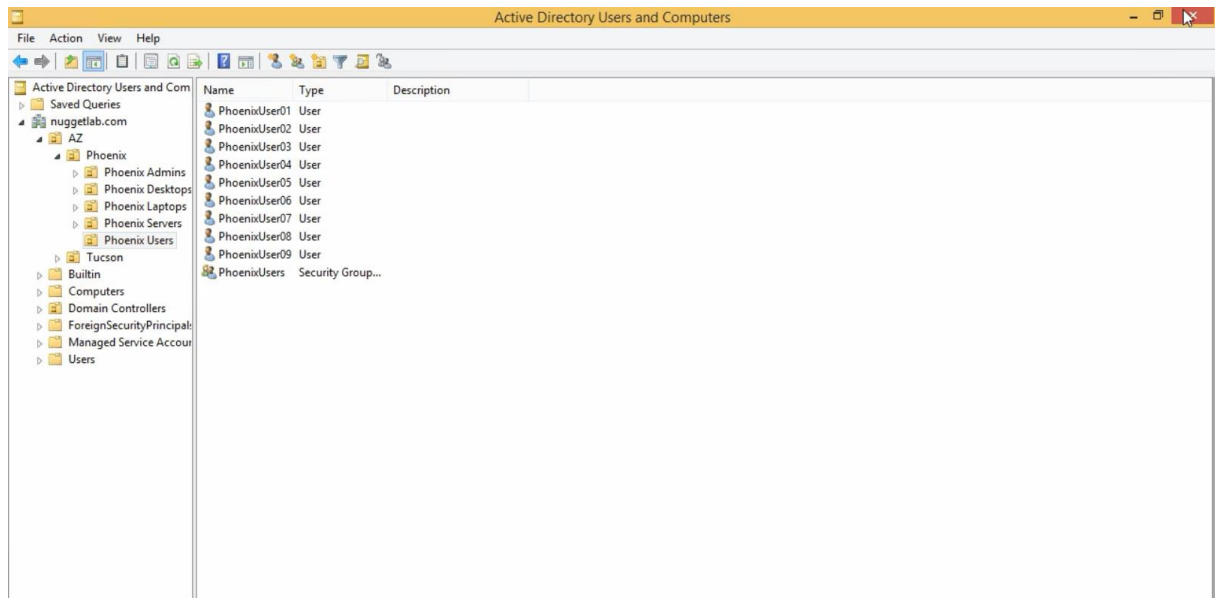 Active Directory Users and Computers
File Action View Help
Active Directory Users and Com
Saved Queries
nuggetlab.com
AZ
Phoenix
Phoenix Admins
Phoenix Desktops
Phoenix Laptops
Phoenix Servers
Phoenix Users
Tucson
Builtin
Computers
Domain Controllers
ForeignSecurityPrincipals
Managed Service Accour
Users
Name Type Description
PhoenixUser01 User
PhoenixUser02 User
PhoenixUser03 User
PhoenixUser04 User
PhoenixUser05 User
PhoenixUser06 User
PhoenixUser07 User
PhoenixUser08 User
PhoenixUser09 User
PhoenixUsers Security Group...